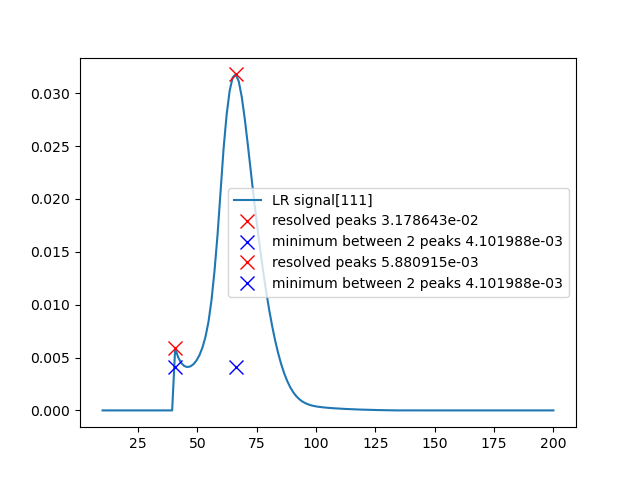 0.030
0.025
0.020
0.015
0.010
0.005
0.000
LR signal[111]
resolved peaks 3.178643e-02
minimum between 2 peaks 4.101988e-03
resolved peaks 5.880915e-03
minimum between 2 peaks 4.101988e-03
25 50 75 100 125 150 175 200